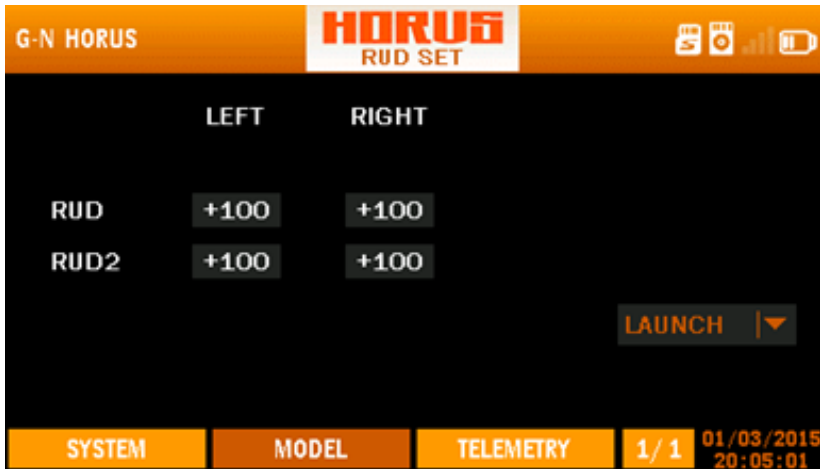 G-N HORUS
HORUS
RUD SET
LEFT RIGHT
RUD +100 +100
RUD2 +100 +100
LAUNCH
SYSTEM MODEL TELEMETRY 1/1 01/03/2015
20:05:01